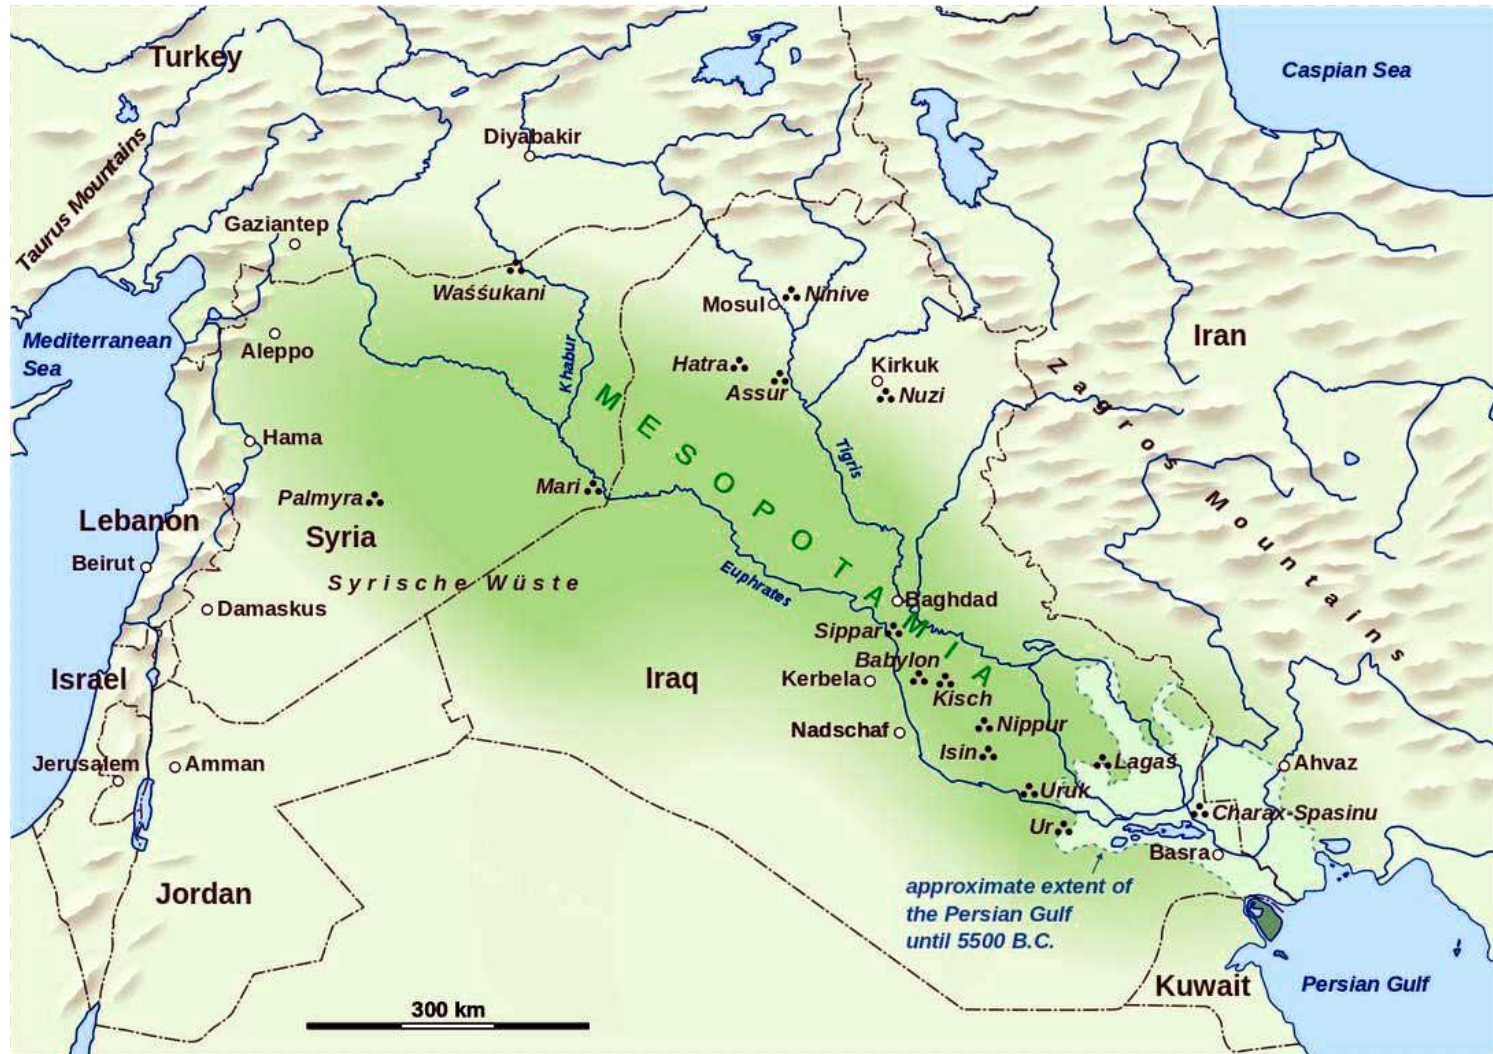 Turkey
Caspian Sea
Diyabakir
Taurus Mountains
Gaziantep
Waśśukani
Mosul
Ninive
Mediterranean
Sea
Aleppo
Khabur
Hatra
Assur
Kirkuk
Nuzi
Iran
Zagros Mountains
MESOPOTAMIA
Hama
Tigris
Palmyra
Mari
Lebanon
Syria
Beirut
Syrische Wüste
Euphrates
Damaskus
Baghdad
Sippar
Israel
Iraq
Babylon
Kerbela
Kisch
Nadschaf
Nippur
Isin
Jerusalem
Amman
Lagaš
Ahvaz
Uruk
Charax-Spasinu
Ur
Basra
Jordan
approximate extent of
the Persian Gulf
until 5500 B.C.
Kuwait
Persian Gulf
300 km